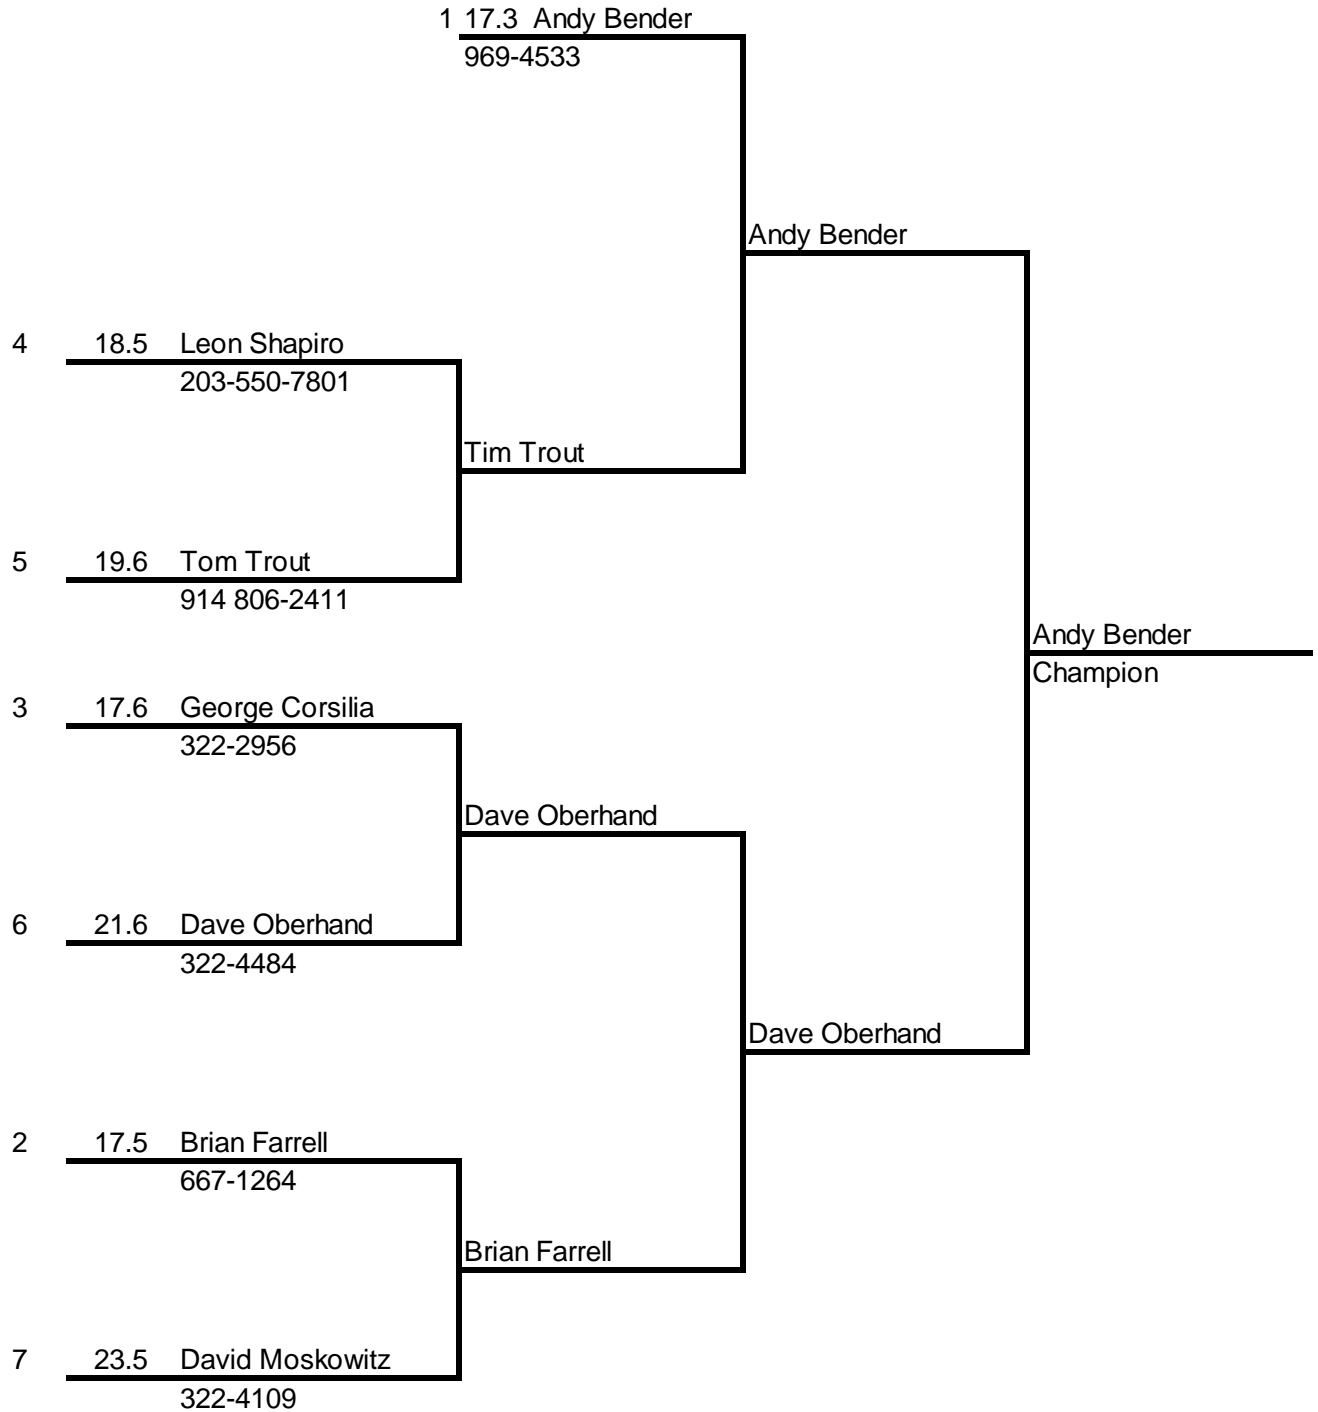 1 17.3 Andy Bender
969-4533
Andy Bender
4 18.5 Leon Shapiro
203-550-7801
Tim Trout
5 19.6 Tom Trout
914 806-2411
Andy Bender
Champion
3 17.6 George Corsilia
322-2956
Dave Oberhand
6 21.6 Dave Oberhand
322-4484
Dave Oberhand
2 17.5 Brian Farrell
667-1264
Brian Farrell
7 23.5 David Moskowitz
322-4109